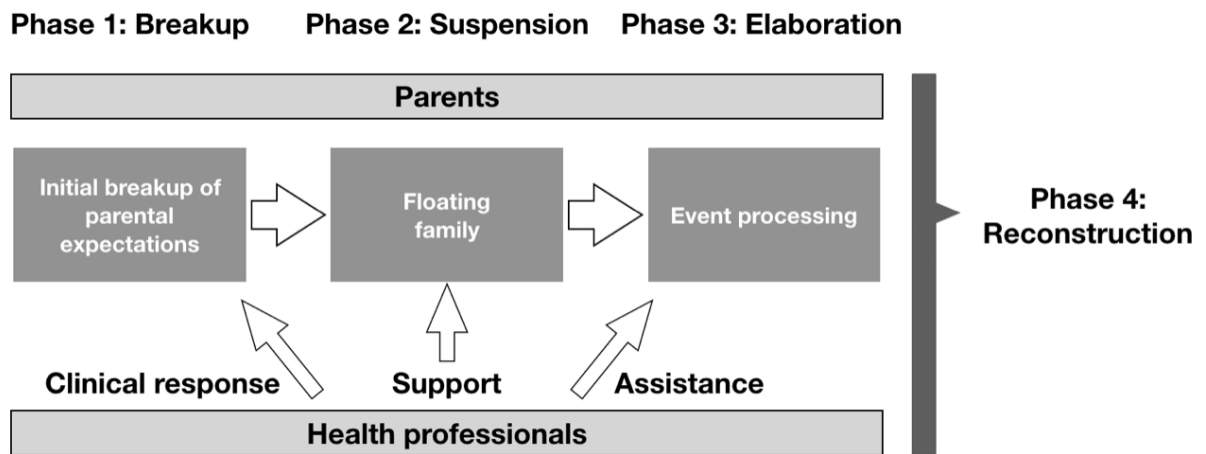 Phase 1: Breakup
Phase 2: Suspension
Phase 3: Elaboration
Parents
Initial breakup of
parental
expectations
Floating
family
Event processing
Phase 4:
Reconstruction
Clinical response
Support
Assistance
Health professionals